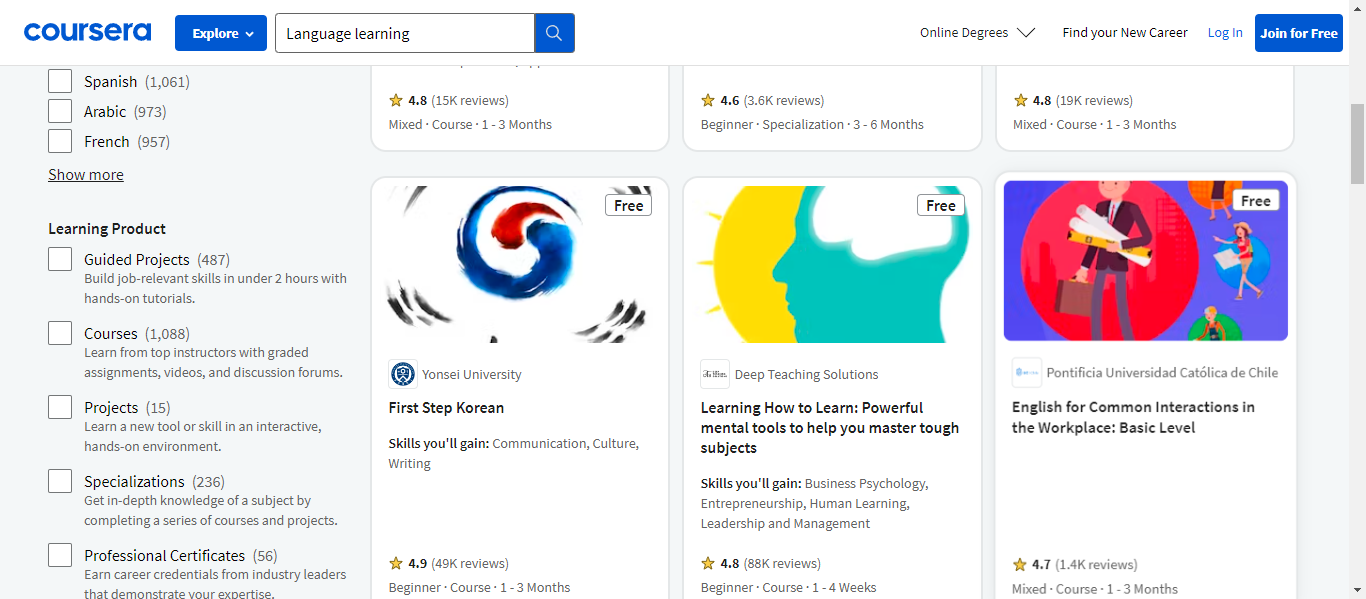 coursera
Explore
Language learning
Online Degrees
Find your New Career
Log In
Join for Free
Spanish (1,061)
Arabic (973)
French (957)
Show more
Learning Product
Guided Projects (487)
Build job-relevant skills in under 2 hours with
hands-on tutorials.
Courses (1,088)
Learn from top instructors with graded
assignments, videos, and discussion forums.
Projects (15)
Learn a new tool or skill in an interactive,
hands-on environment.
Specializations (236)
Get in-depth knowledge of a subject by
completing a series of courses and projects.
Professional Certificates (56)
Earn career credentials from industry leaders
that demonstrate your expertise.
4.8 (15K reviews)
Mixed · Course · 1 - 3 Months
4.6 (3.6K reviews)
Beginner · Specialization · 3 - 6 Months
4.8 (19K reviews)
Mixed · Course · 1 - 3 Months
Free
Yonsei University
First Step Korean
Skills you'll gain: Communication, Culture,
Writing
4.9 (49K reviews)
Beginner · Course · 1 - 3 Months
Free
Deep Teaching Solutions
Learning How to Learn: Powerful
mental tools to help you master tough
subjects
Skills you'll gain: Business Psychology,
Entrepreneurship, Human Learning,
Leadership and Management
4.8 (88K reviews)
Beginner · Course · 1 - 4 Weeks
Free
Pontificia Universidad Católica de Chile
English for Common Interactions in
the Workplace: Basic Level
4.7 (1.4K reviews)
Mixed · Course · 1 - 3 Months